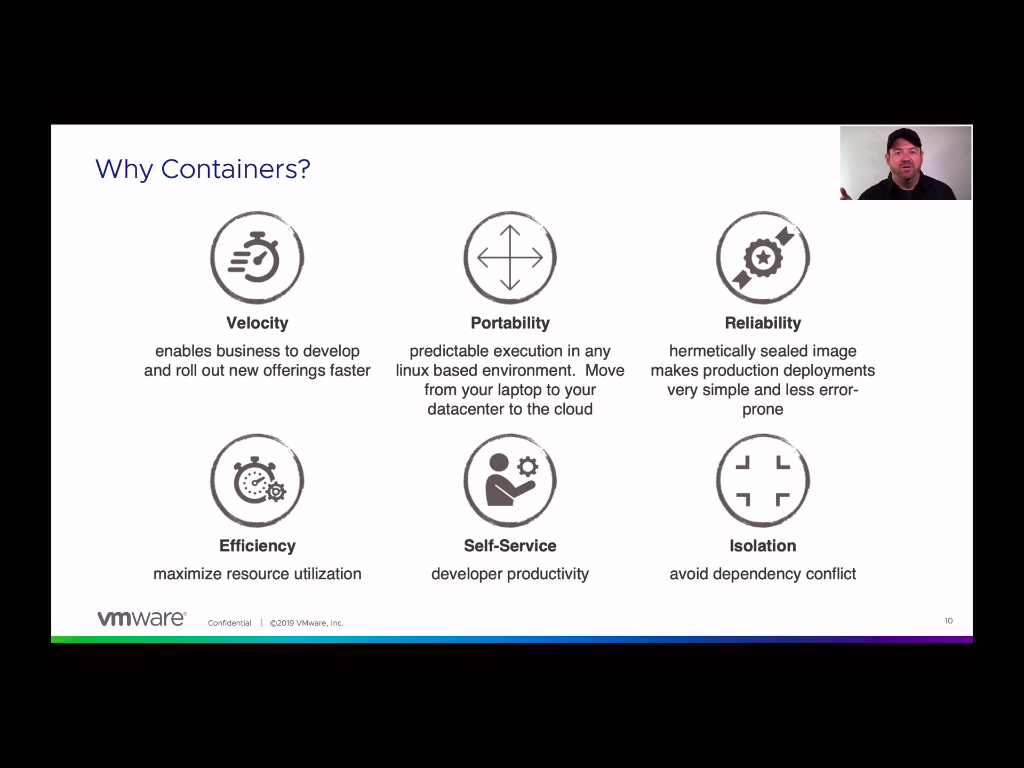 Why Containers?
Velocity
enables business to develop
and roll out new offerings faster
Portability
predictable execution in any
linux based environment. Move
from your laptop to your
datacenter to the cloud
Reliability
hermetically sealed image
makes production deployments
very simple and less error-
prone
Efficiency
maximize resource utilization
Self-Service
developer productivity
Isolation
avoid dependency conflict
vmware®
Confidential | ©2019 VMware, Inc.
10